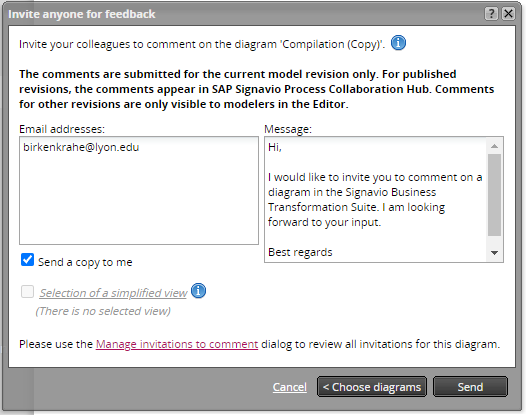 Invite anyone for feedback
Invite your colleagues to comment on the diagram 'Compilation (Copy)'.
The comments are submitted for the current model revision only. For published
revisions, the comments appear in SAP Signavio Process Collaboration Hub. Comments
for other revisions are only visible to modelers in the Editor.
Email addresses:
birkenkrahe@lyon.edu
Message:
Hi,
I would like to invite you to comment on a
diagram in the Signavio Business
Transformation Suite. I am looking
forward to your input.
Best regards
Send a copy to me
Selection of a simplified view
(There is no selected view)
Please use the Manage invitations to comment dialog to review all invitations for this diagram.
Cancel
< Choose diagrams
Send